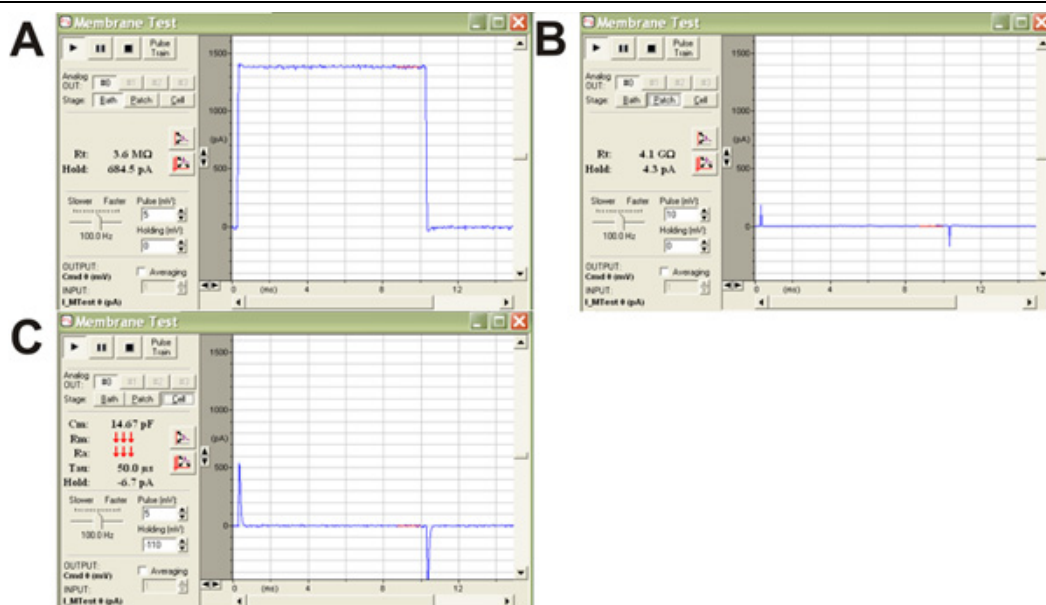 A
Membrane Test
Pulse Train
Analog OUT: #0 #1 #2 #3
Stage: Bath Patch Cell
Rt: 3.6 MΩ
Hold: 684.5 pA
Slower Faster Pulse (mV):
5
100.0 Hz
Holding (mV):
0
OUTPUT:
Cmd 0 (mV)
Averaging
INPUT:
I_MTest 0 (pA)
1500
1000
(pA)
500
0
0 (ms) 4 8 12
B
Membrane Test
Pulse Train
Analog OUT: #0 #1 #2 #3
Stage: Bath Patch Cell
Rt: 4.1 GΩ
Hold: 4.3 pA
Slower Faster Pulse (mV):
10
100.0 Hz
Holding (mV):
0
OUTPUT:
Cmd 0 (mV)
Averaging
INPUT:
I_MTest 0 (pA)
1500
1000
(pA)
500
0
0 (ms) 4 8 12
C
Membrane Test
Pulse Train
Analog OUT: #0 #1 #2 #3
Stage: Bath Patch Cell
Cm: 14.67 pF
Rm: ↓↓↓
Ra: ↓↓↓
Tau: 50.0 µs
Hold: -6.7 pA
Slower Faster Pulse (mV):
5
100.0 Hz
Holding (mV):
-110
OUTPUT:
Cmd 0 (mV)
Averaging
INPUT:
I_MTest 0 (pA)
1500
1000
(pA)
500
0
0 (ms) 4 8 12